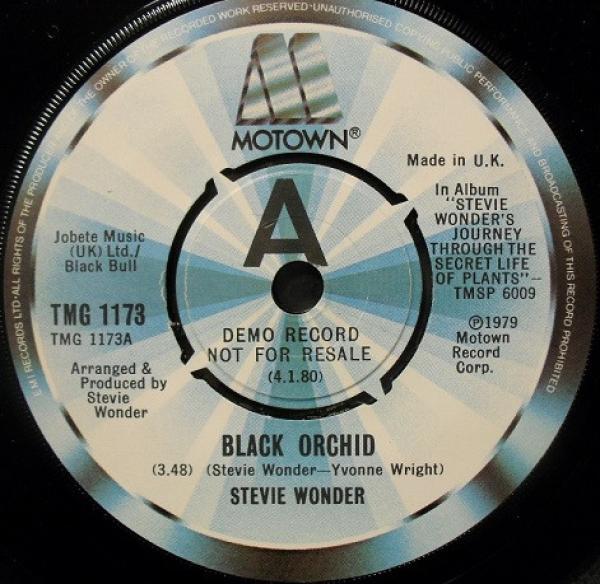 EMI RECORDS LTD·ALL RIGHTS OF THE PRODUCER AND OF THE OWNER OF THE RECORDED WORK RESERVED·UNAUTHORISED COPYING PUBLIC PERFORMANCE AND BROADCASTING OF THIS RECORD PROHIBITED
MOTOWN®
A
Made in U.K.
In Album
"STEVIE
WONDER'S
JOURNEY
THROUGH THE
SECRET LIFE
OF PLANTS"—
TMSP 6009
Jobete Music
(UK) Ltd./
Black Bull
TMG 1173
TMG 1173A
Arranged &
Produced by
Stevie
Wonder
℗1979
Motown
Record
Corp.
DEMO RECORD
NOT FOR RESALE
(4.1.80)
BLACK ORCHID
(3.48) (Stevie Wonder—Yvonne Wright)
STEVIE WONDER